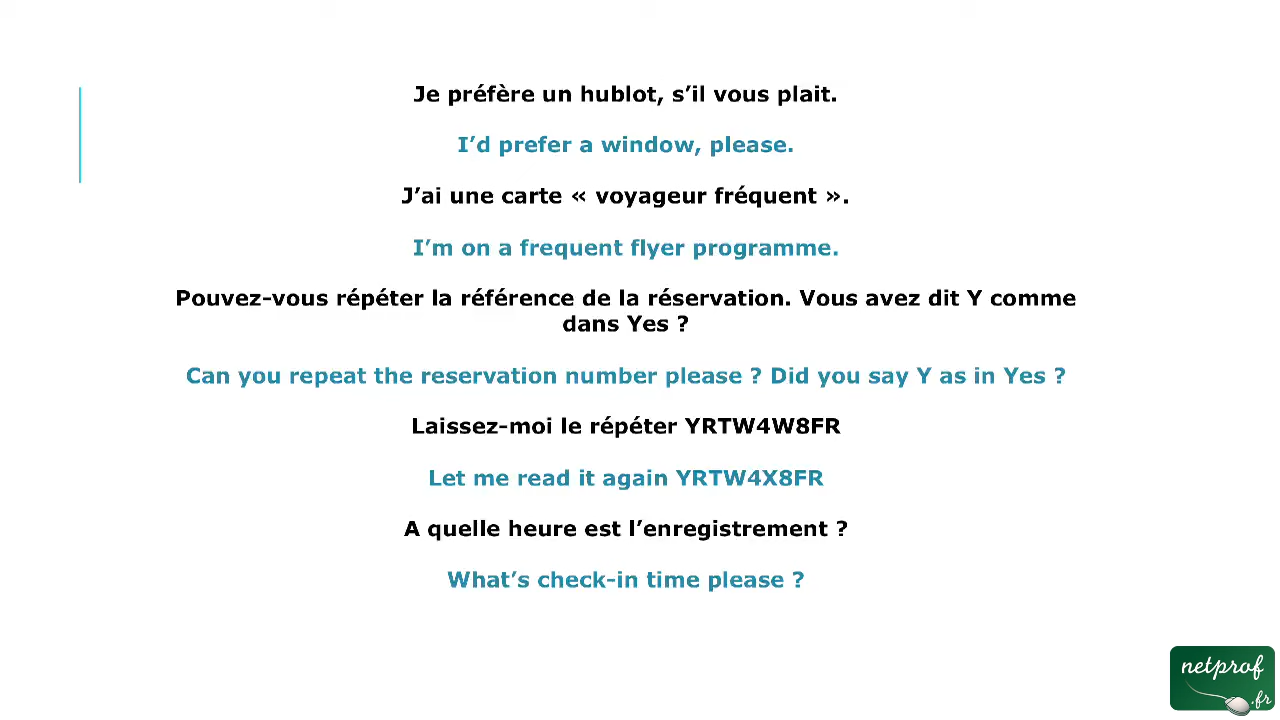 Je préfère un hublot, s’il vous plait.
I’d prefer a window, please.
J’ai une carte « voyageur fréquent ».
I’m on a frequent flyer programme.
Pouvez-vous répéter la référence de la réservation. Vous avez dit Y comme
dans Yes ?
Can you repeat the reservation number please ? Did you say Y as in Yes ?
Laissez-moi le répéter YRTW4W8FR
Let me read it again YRTW4X8FR
A quelle heure est l’enregistrement ?
What’s check-in time please ?
netprof
.fr